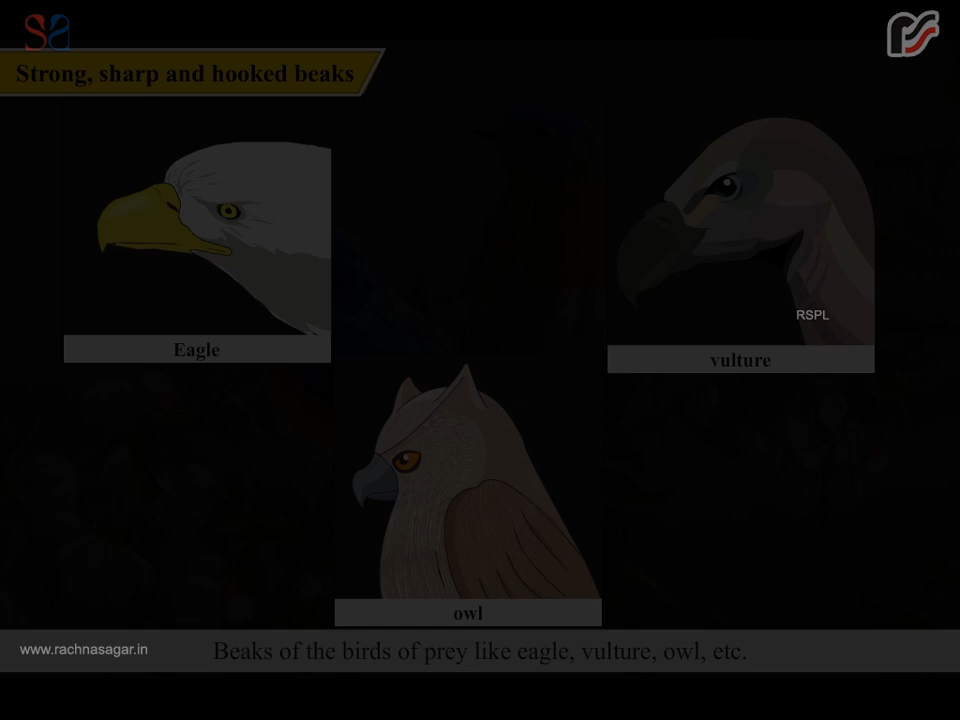 Sa
Strong, sharp and hooked beaks
Eagle
RSPL
vulture
owl
www.rachnasagar.in
Beaks of the birds of prey like eagle, vulture, owl, etc.